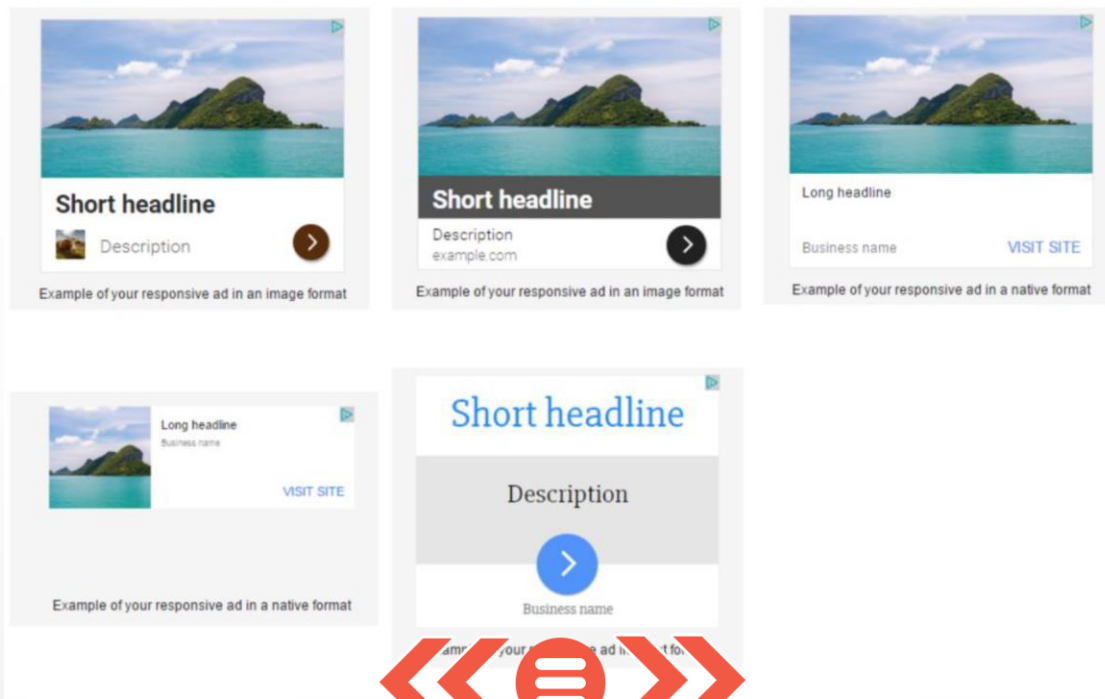 Short headline
Description
Example of your responsive ad in an image format
Short headline
Description
example.com
Example of your responsive ad in an image format
Long headline
Business name
VISIT SITE
Example of your responsive ad in a native format
Long headline
Business name
VISIT SITE
Example of your responsive ad in a native format
Short headline
Description
Business name
your ad